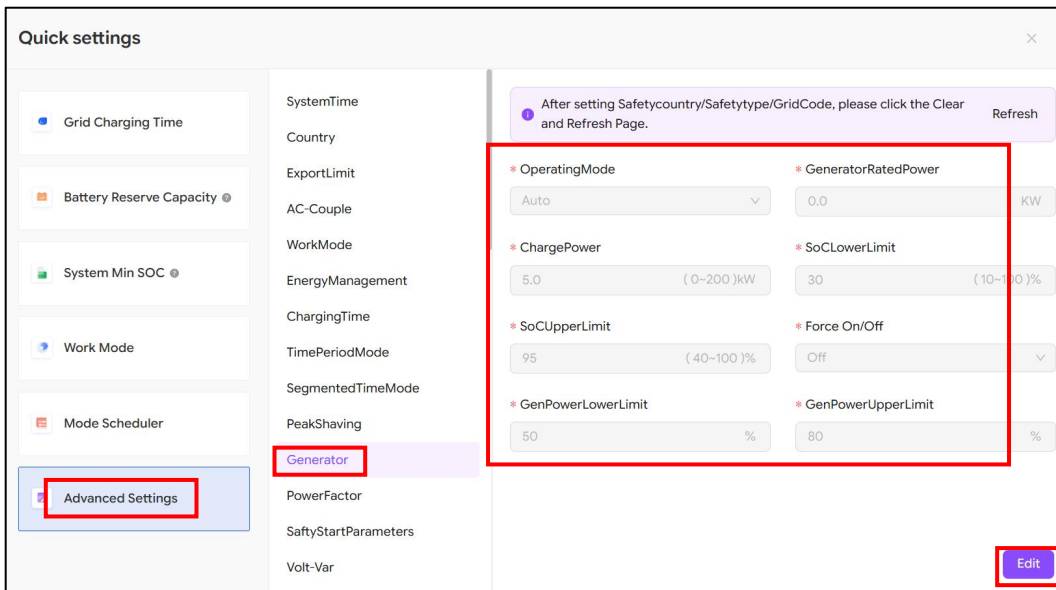 Quick settings
Grid Charging Time
Battery Reserve Capacity
System Min SOC
Work Mode
Mode Scheduler
Advanced Settings
SystemTime
Country
ExportLimit
AC-Couple
WorkMode
EnergyManagement
ChargingTime
TimePeriodMode
SegmentedTimeMode
PeakShaving
Generator
PowerFactor
SaftyStartParameters
Volt-Var
After setting Safetycountry/Safetytype/GridCode, please click the Clear
and Refresh Page.
Refresh
* OperatingMode
Auto
* GeneratorRatedPower
0.0 KW
* ChargePower
5.0 ( 0~200 )kW
* SoCLowerLimit
30 ( 10~100 )%
* SoCUpperLimit
95 ( 40~100 )%
* Force On/Off
Off
* GenPowerLowerLimit
50 %
* GenPowerUpperLimit
80 %
Edit